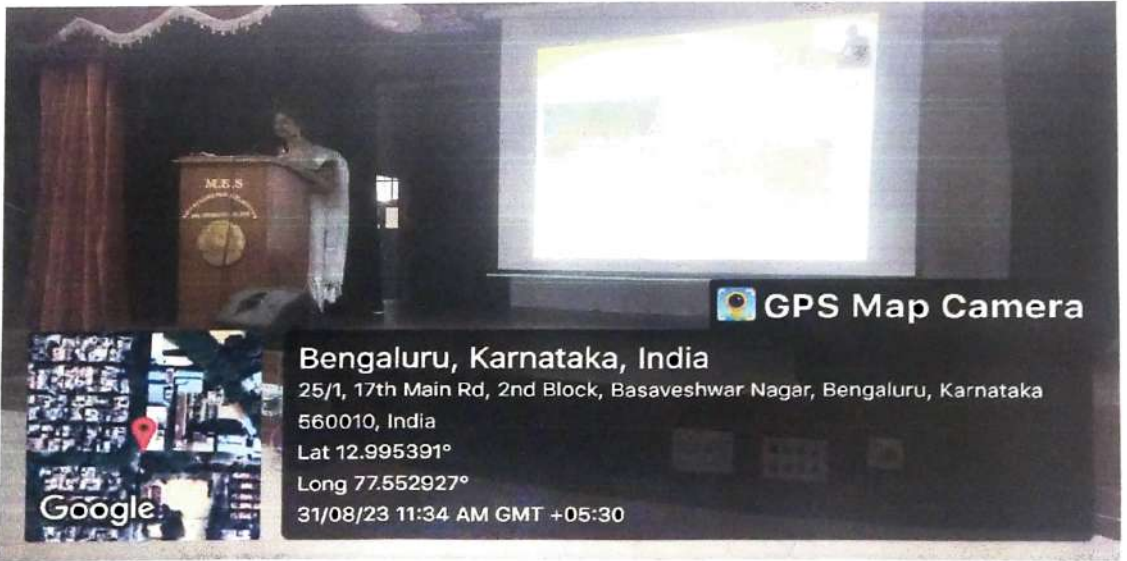 M.E.S
GPS Map Camera
Bengaluru, Karnataka, India
25/1, 17th Main Rd, 2nd Block, Basaveshwar Nagar, Bengaluru, Karnataka
560010, India
Lat 12.995391°
Long 77.552927°
31/08/23 11:34 AM GMT +05:30
Google